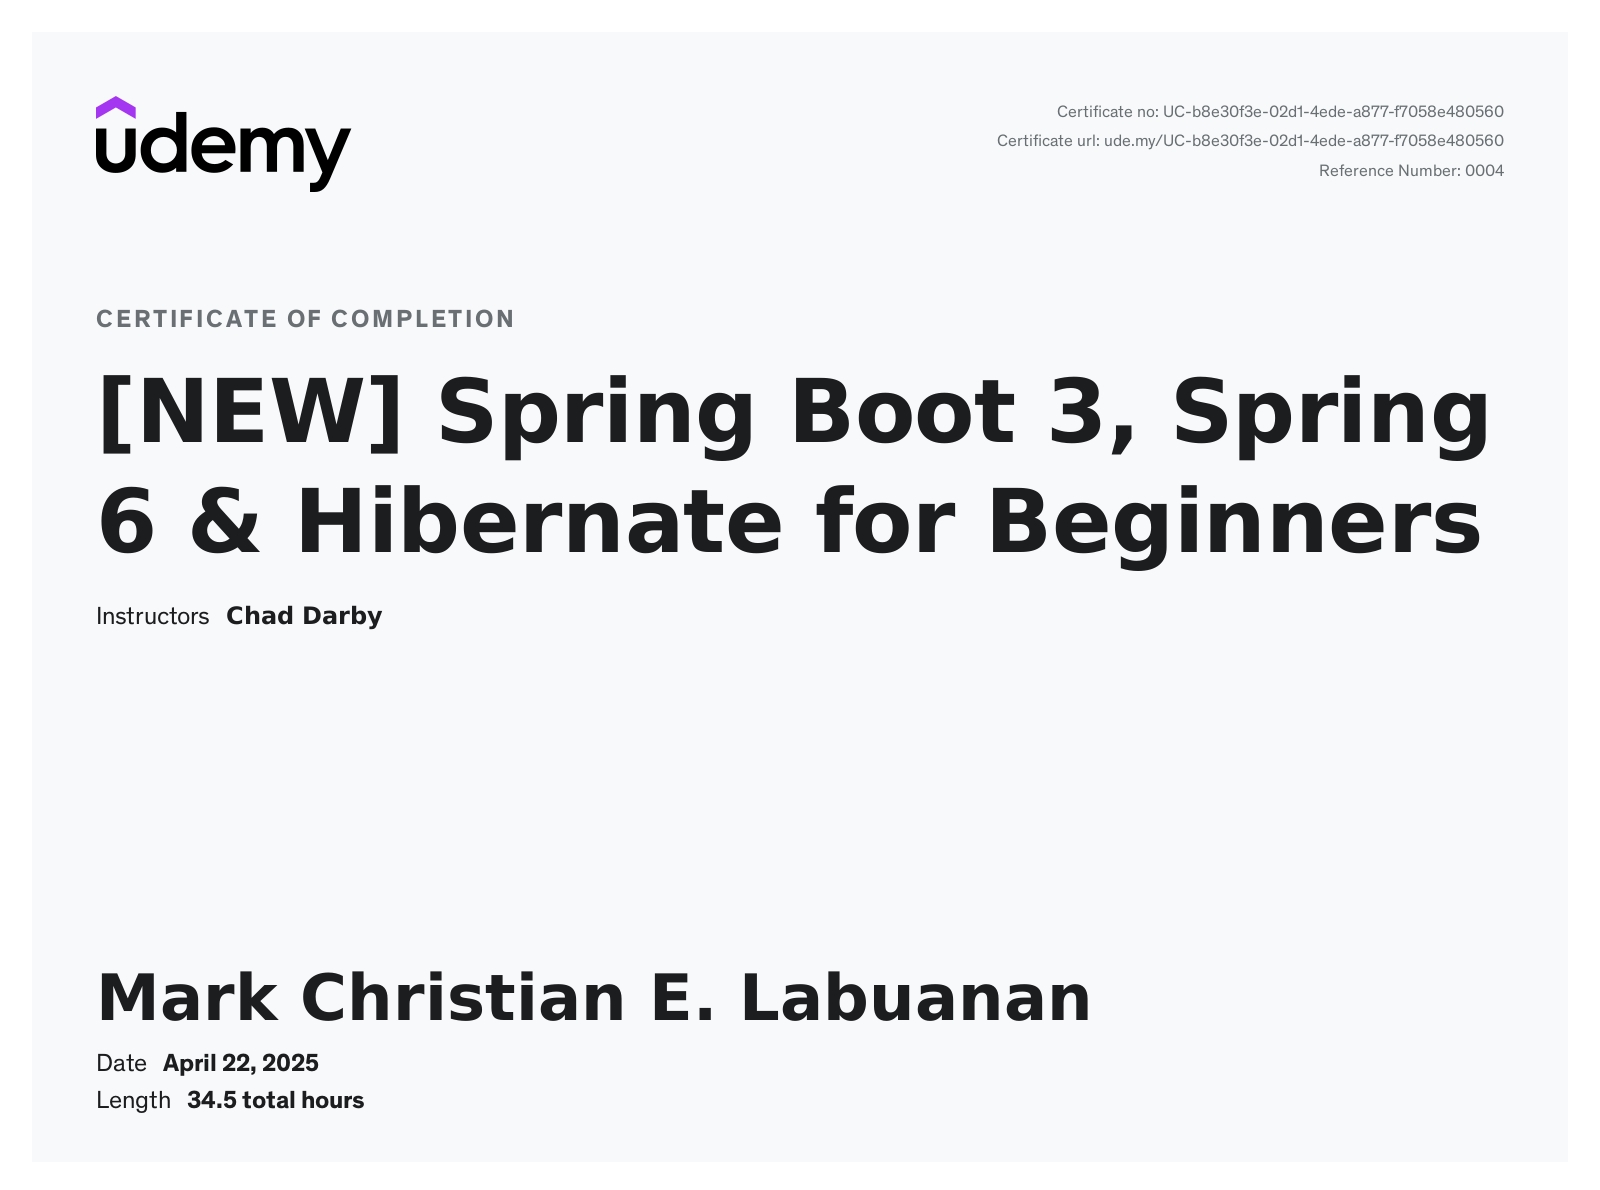 udemy
Certificate no: UC-b8e30f3e-02d1-4ede-a877-f7058e480560
Certificate url: ude.my/UC-b8e30f3e-02d1-4ede-a877-f7058e480560
Reference Number: 0004
CERTIFICATE OF COMPLETION
[NEW] Spring Boot 3, Spring
6 & Hibernate for Beginners
Instructors Chad Darby
Mark Christian E. Labuanan
Date April 22, 2025
Length 34.5 total hours